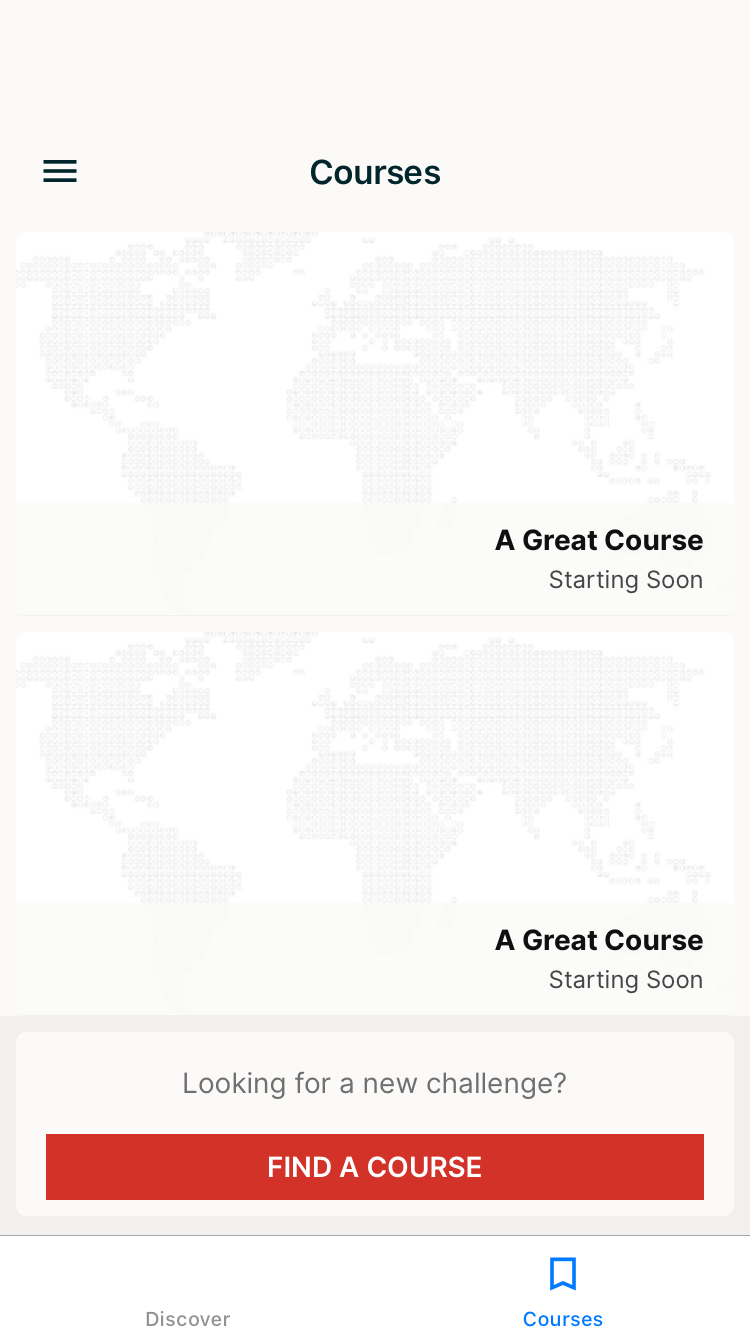 Courses
A Great Course
Starting Soon
A Great Course
Starting Soon
Looking for a new challenge?
FIND A COURSE
Discover
Courses